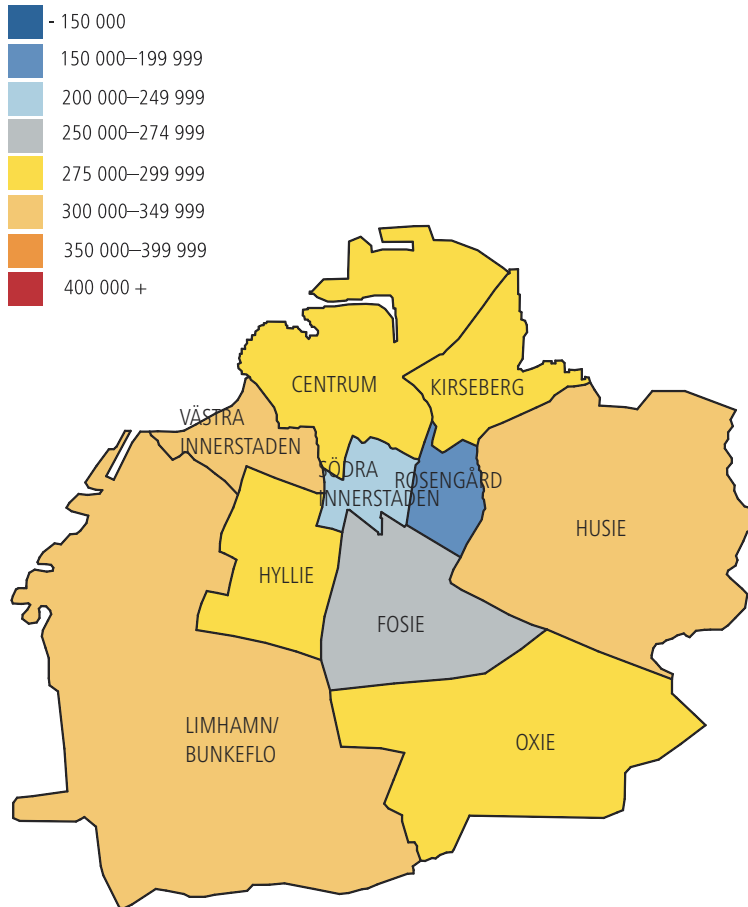 - 150 000
150 000–199 999
200 000–249 999
250 000–274 999
275 000–299 999
300 000–349 999
350 000–399 999
400 000 +
CENTRUM
KIRSEBERG
VÄSTRA
INNERSTADEN
SÖDRA
INNERSTADEN
ROSENGÅRD
HUSIE
HYLLIE
FOSIE
LIMHAMN/
BUNKEFLO
OXIE